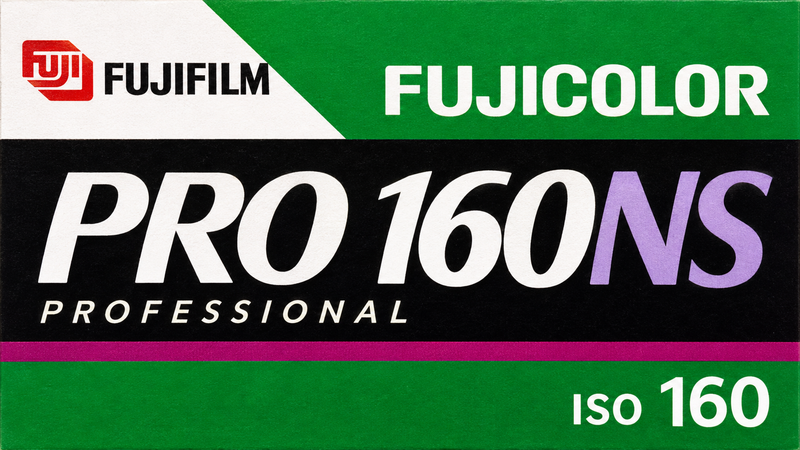 FUJI FUJIFILM
FUJICOLOR
PRO 160NS
PROFESSIONAL
ISO 160